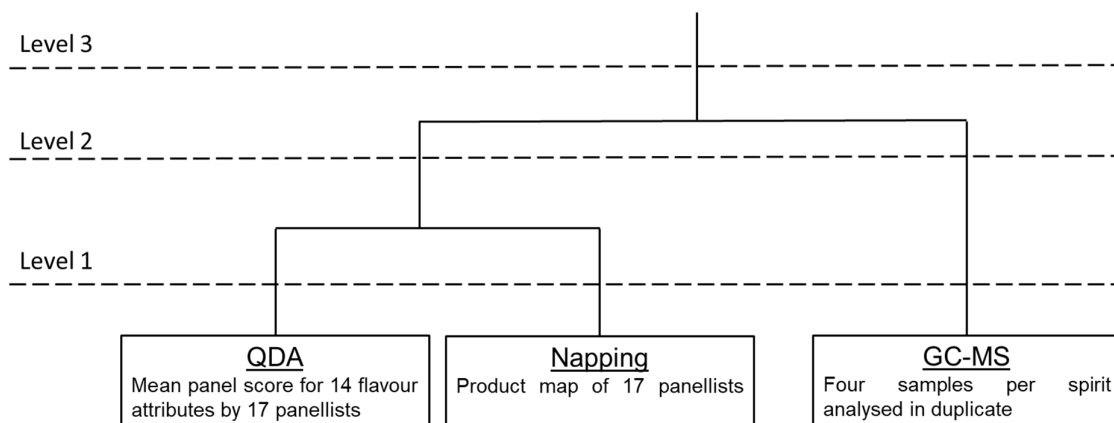 Level 3
Level 2
Level 1
QDA
Mean panel score for 14 flavour
attributes by 17 panellists
Napping
Product map of 17 panellists
GC-MS
Four samples per spirit
analysed in duplicate